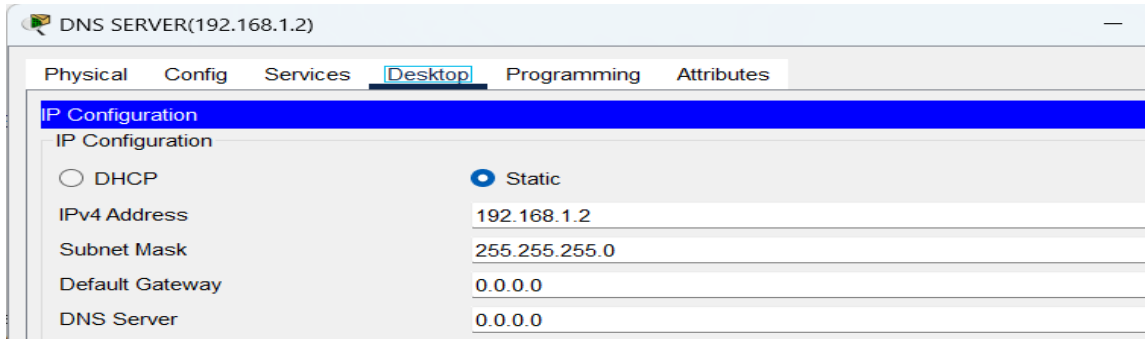 DNS SERVER(192.168.1.2)
Physical Config Services Desktop Programming Attributes
IP Configuration
IP Configuration
DHCP Static
IPv4 Address 192.168.1.2
Subnet Mask 255.255.255.0
Default Gateway 0.0.0.0
DNS Server 0.0.0.0